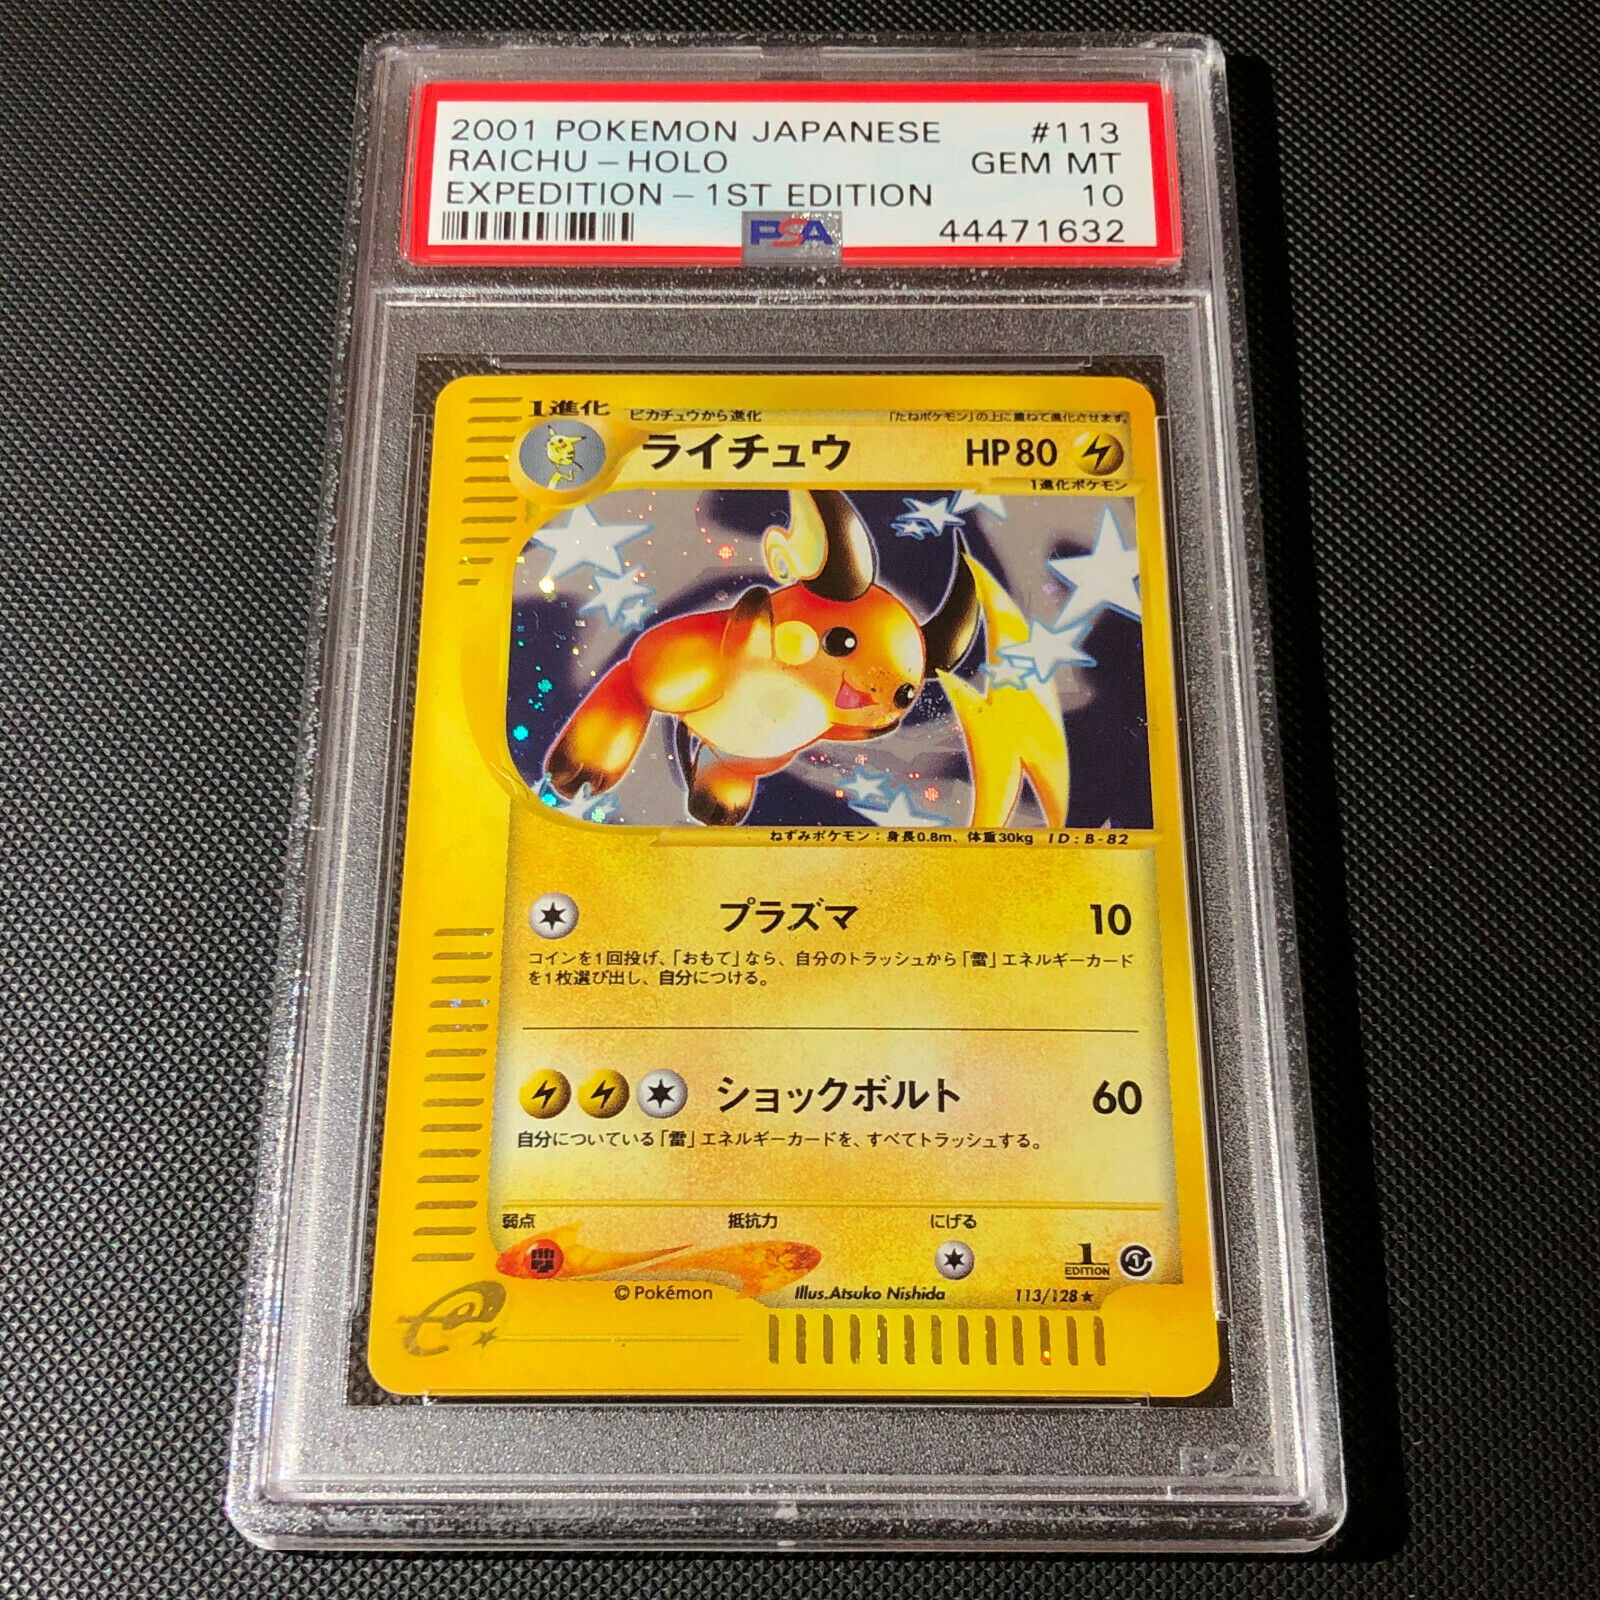 2001 POKEMON JAPANESE #113
RAICHU - HOLO GEM MT
EXPEDITION - 1ST EDITION 10
PSA 44471632
1進化 ピカチュウから進化 「たねポケモン」の上に重ねて進化させます。
ライチュウ HP80
1進化ポケモン
ねずみポケモン:身長0.8m、体重30kg ID:B-82
プラズマ 10
コインを1回投げ、「おもて」なら、自分のトラッシュから「雷」エネルギーカード
を1枚選び出し、自分につける。
ショックボルト 60
自分についている「雷」エネルギーカードを、すべてトラッシュする。
弱点 抵抗力 にげる
1
EDITION
©Pokémon Illus.Atsuko Nishida 113/128★
e
PSA